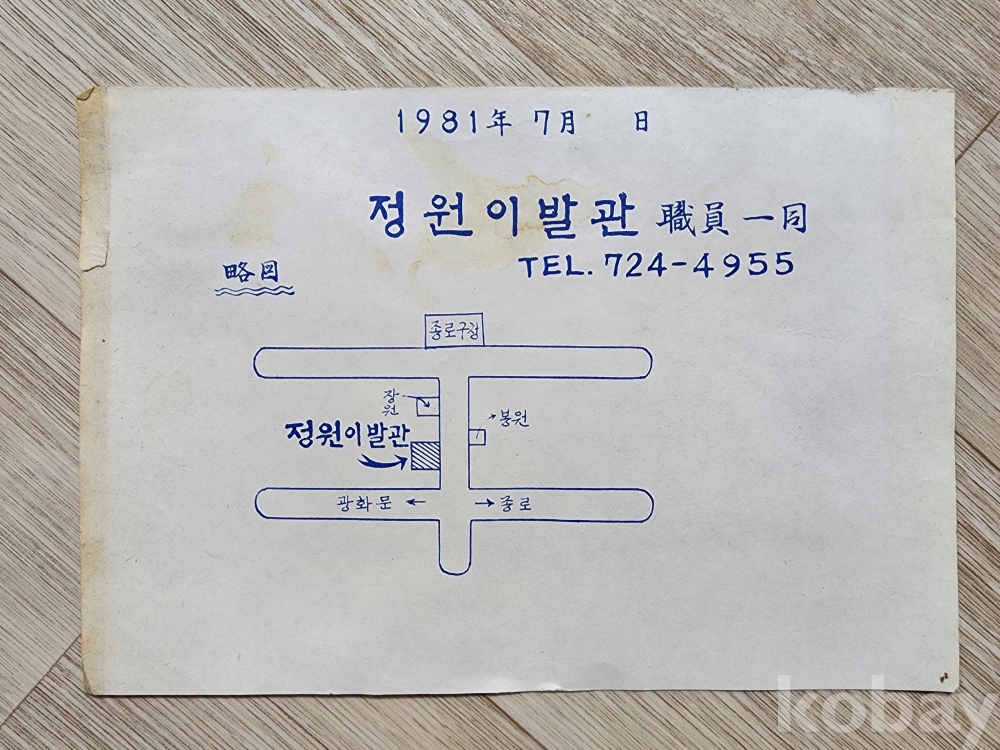 1981年 7月 日
정원이발관 職員 一同
TEL. 724-4955
略図
종로구청
장원
봉원
정원이발관
광화문 ← → 종로
kobay